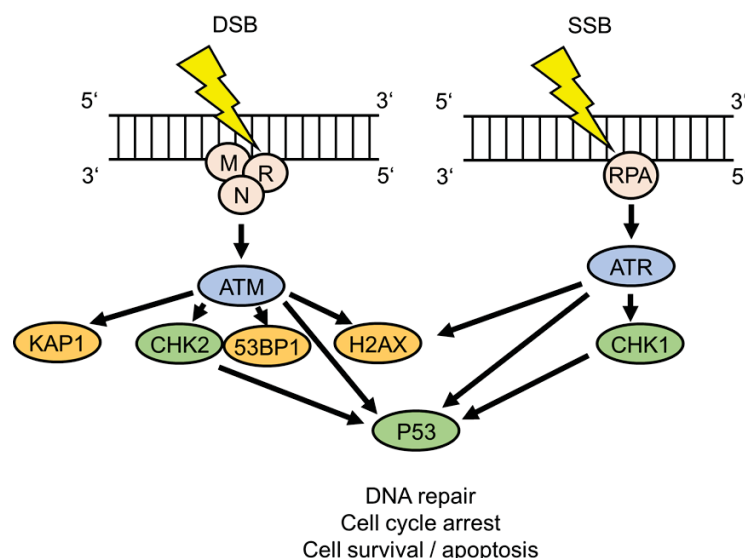 DSB
SSB
5‘ 3‘ 5‘ 3‘
M
R
N
RPA
3‘ 5‘ 3‘ 5‘
ATM
ATR
KAP1
CHK2
53BP1
H2AX
CHK1
P53
DNA repair
Cell cycle arrest
Cell survival / apoptosis